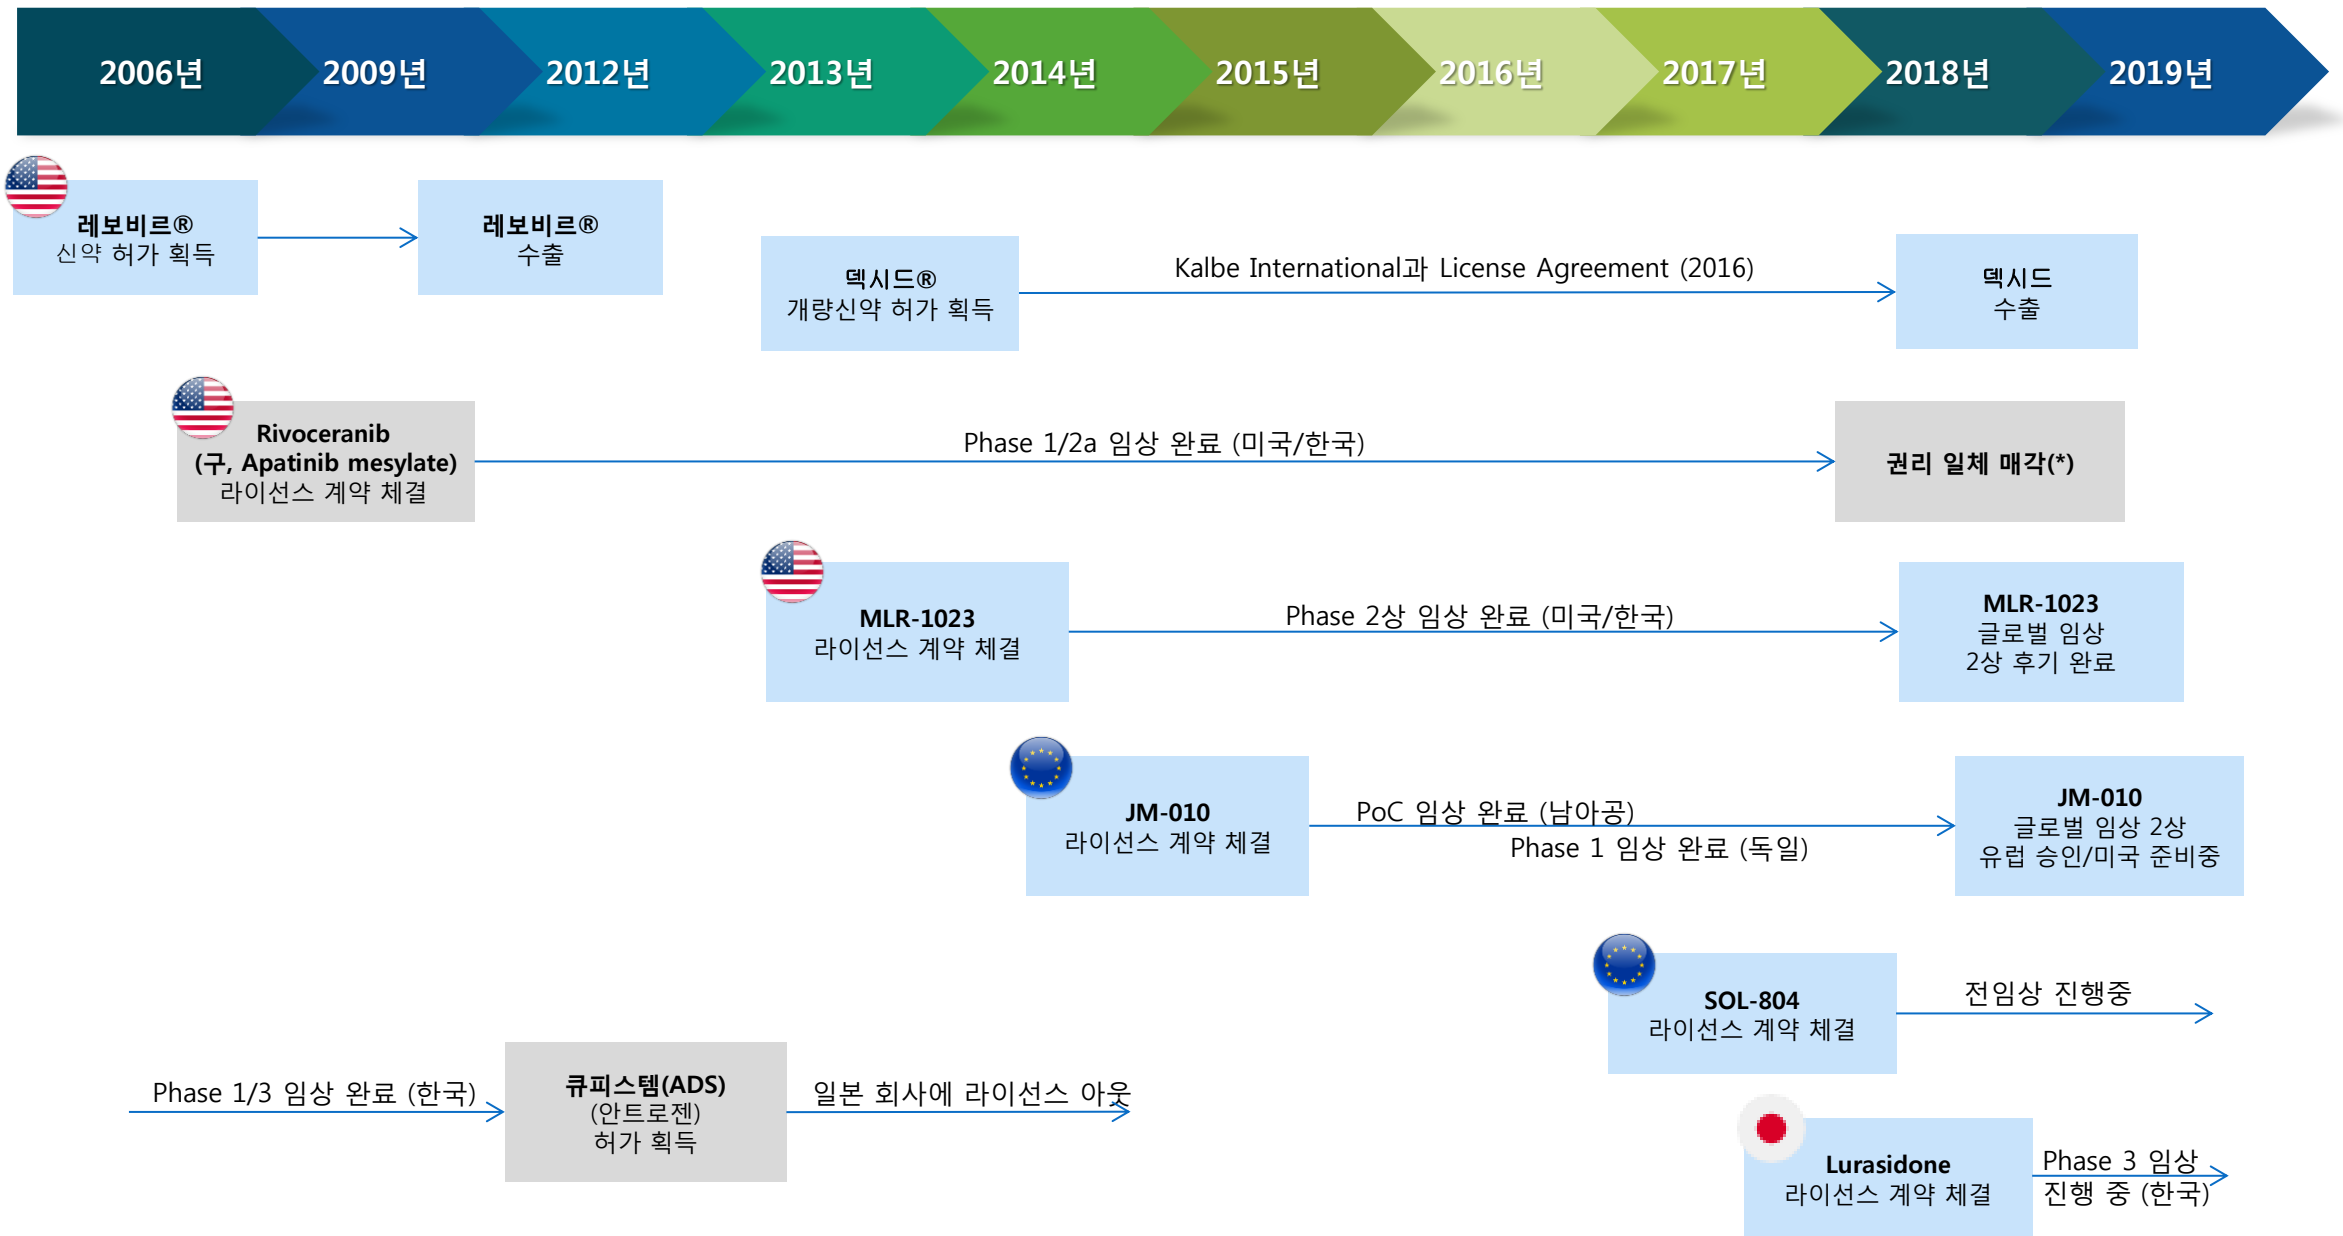 2006년
2009년
2012년
2013년
2014년
2015년
2016년
2017년
2018년
2019년
레보비르®
신약 허가 획득
레보비르®
수출
덱시드®
개량신약 허가 획득
Kalbe International과 License Agreement (2016)
덱시드
수출
Rivoceranib
(구, Apatinib mesylate)
라이선스 계약 체결
Phase 1/2a 임상 완료 (미국/한국)
권리 일체 매각(*)
MLR-1023
라이선스 계약 체결
Phase 2상 임상 완료 (미국/한국)
MLR-1023
글로벌 임상
2상 후기 완료
JM-010
라이선스 계약 체결
PoC 임상 완료 (남아공)
Phase 1 임상 완료 (독일)
JM-010
글로벌 임상 2상
유럽 승인/미국 준비중
SOL-804
라이선스 계약 체결
전임상 진행중
Phase 1/3 임상 완료 (한국)
큐피스템(ADS)
(안트로젠)
허가 획득
일본 회사에 라이선스 아웃
Lurasidone
라이선스 계약 체결
Phase 3 임상
진행 중 (한국)